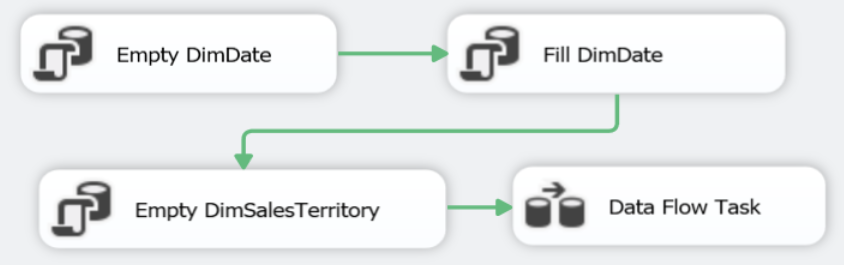 Empty DimDate
Fill DimDate
Empty DimSalesTerritory
Data Flow Task